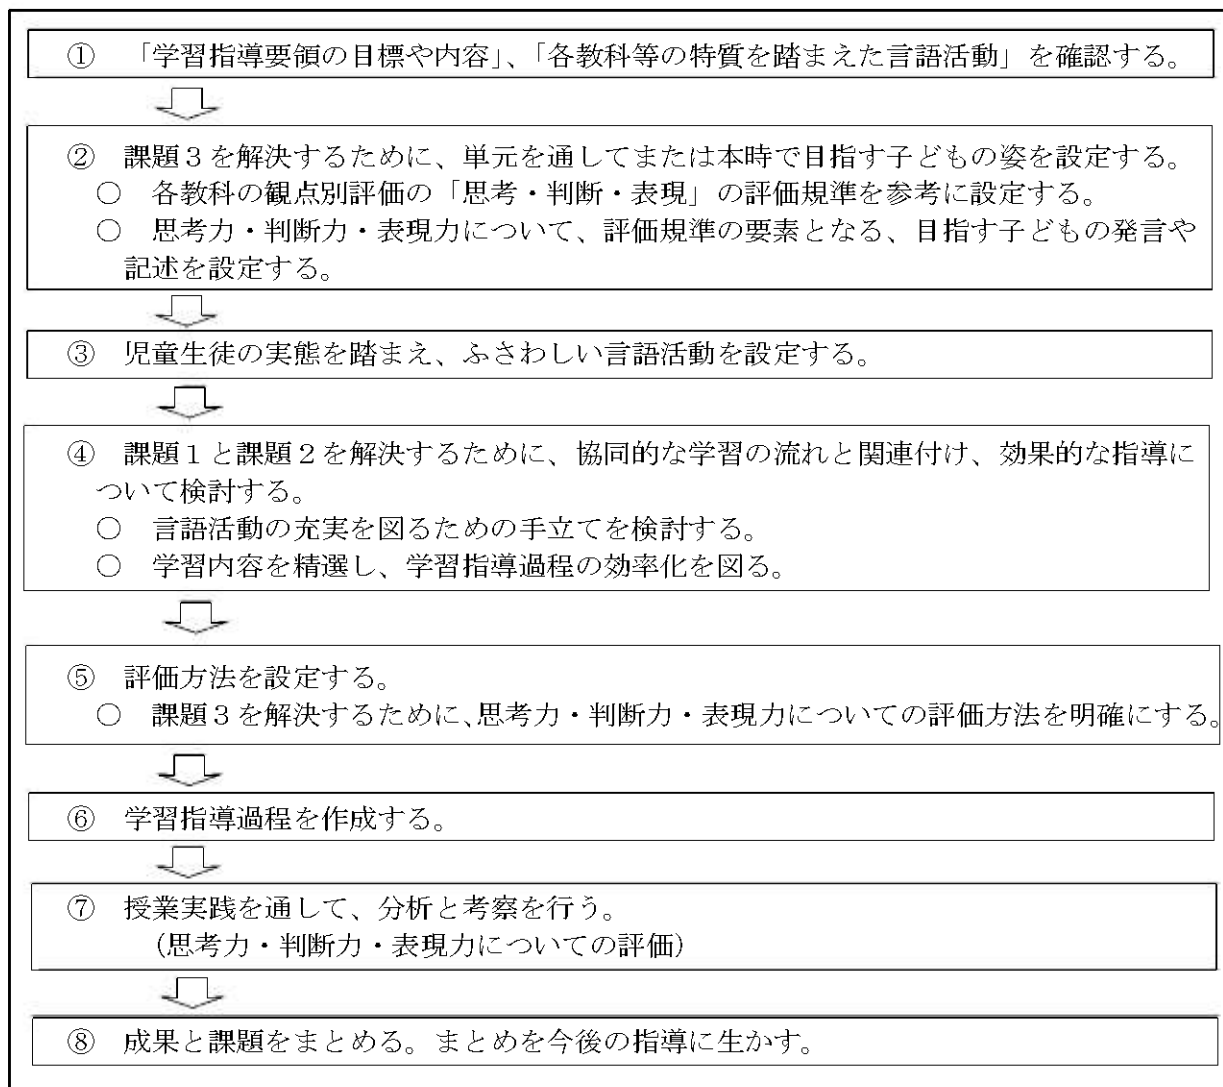 ① 「学習指導要領の目標や内容」、「各教科等の特質を踏まえた言語活動」を確認する。
② 課題３を解決するために、単元を通してまたは本時で目指す子どもの姿を設定する。
○ 各教科の観点別評価の「思考・判断・表現」の評価規準を参考に設定する。
○ 思考力・判断力・表現力について、評価規準の要素となる、目指す子どもの発言や
記述を設定する。
③ 児童生徒の実態を踏まえ、ふさわしい言語活動を設定する。
④ 課題１と課題２を解決するために、協同的な学習の流れと関連付け、効果的な指導に
ついて検討する。
○ 言語活動の充実を図るための手立てを検討する。
○ 学習内容を精選し、学習指導過程の効率化を図る。
⑤ 評価方法を設定する。
○ 課題３を解決するために、思考力・判断力・表現力についての評価方法を明確にする。
⑥ 学習指導過程を作成する。
⑦ 授業実践を通して、分析と考察を行う。
（思考力・判断力・表現力についての評価）
⑧ 成果と課題をまとめる。まとめを今後の指導に生かす。